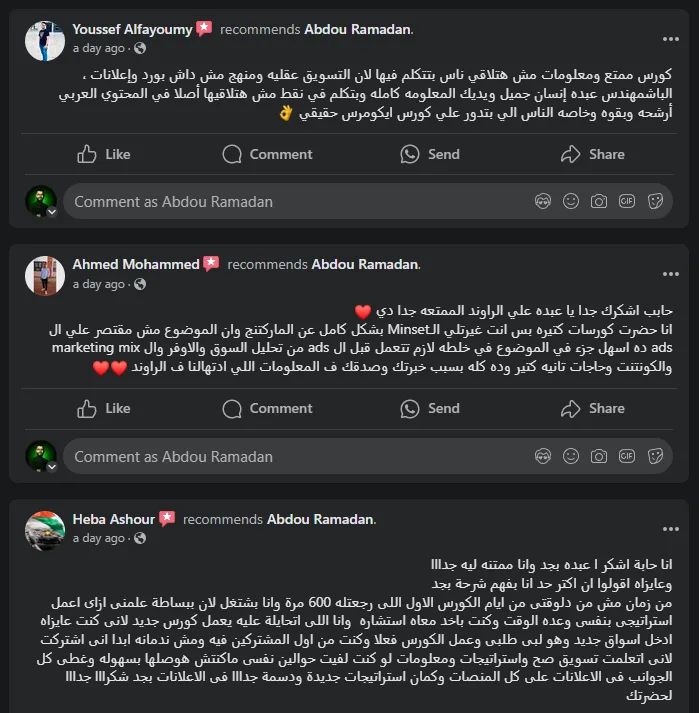 Youssef Alfayoumy recommends Abdou Ramadan.
a day ago ·
كورس ممتع ومعلومات مش هتلاقي ناس بتتكلم فيها لان التسويق عقليه ومنهج مش داش بورد وإعلانات ،
الباشمهندس عبده إنسان جميل ويديك المعلومه كامله وبتكلم في نقط مش هتلاقيها أصلا في المحتوي العربي
أرشحه وبقوه وخاصه الناس الي بتدور علي كورس ايكومرس حقيقي 👌
Like Comment Send Share
Comment as Abdou Ramadan GIF
Ahmed Mohammed recommends Abdou Ramadan.
a day ago ·
حابب اشكرك جدا يا عبده علي الراوند الممتعه جدا دي ❤️
انا حضرت كورسات كتيره بس انت غيرتلي الـMinset بشكل كامل عن الماركتنج وان الموضوع مش مقتصر علي ال
ads ده اسهل جزء في الموضوع في خلطه لازم تتعمل قبل ال ads من تحليل السوق والاوفر وال marketing mix
والكونتنت وحاجات تانيه كتير وده كله بسبب خبرتك وصدقك ف المعلومات اللي ادتهالنا ف الراوند ❤️❤️
Like Comment Send Share
Comment as Abdou Ramadan GIF
Heba Ashour recommends Abdou Ramadan.
a day ago ·
انا حابة اشكر ا عبده بجد وانا ممتنه ليه جدااا
وعايزاه اقولوا ان اكتر حد انا بفهم شرحة بجد
من زمان مش من دلوقتى من ايام الكورس الاول اللى رجعتله 600 مرة وانا بشتغل لان ببساطة علمنى ازاى اعمل
استراتيجى بنفسى وعده الوقت وكنت باخد معاه استشاره وانا اللى اتحايلة عليه يعمل كورس جديد لانى كنت عايزاه
ادخل اسواق جديد وهو لبى طلبى وعمل الكورس فعلا وكنت من اول المشتركين فيه ومش ندمانه ابدا انى اشتركت
لانى اتعلمت تسويق صح واستراتيجات ومعلومات لو كنت لفيت حوالين نفسى ماكنتش هوصلها بسهوله وغطى كل
الجوانب فى الاعلانات على كل المنصات وكمان استراتيجات جديدة ودسمة جدااا فى الاعلانات بجد شكرااا جدااا
لحضرتك